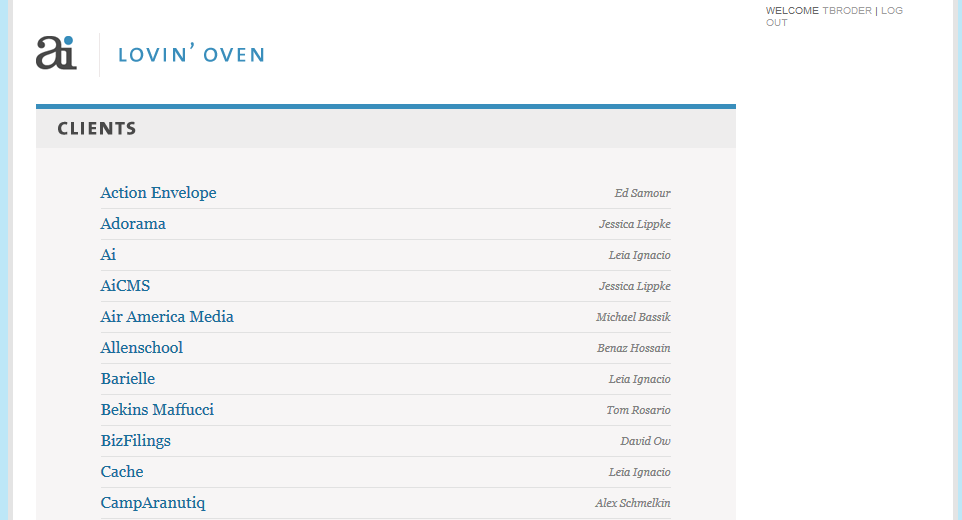 WELCOME TBRODER | LOG
OUT
ai
LOVIN' OVEN
CLIENTS
Action Envelope Ed Samour
Adorama Jessica Lippke
Ai Leia Ignacio
AiCMS Jessica Lippke
Air America Media Michael Bassik
Allenschool Benaz Hossain
Barielle Leia Ignacio
Bekins Maffucci Tom Rosario
BizFilings David Ow
Cache Leia Ignacio
CampAranutiq Alex Schmelkin